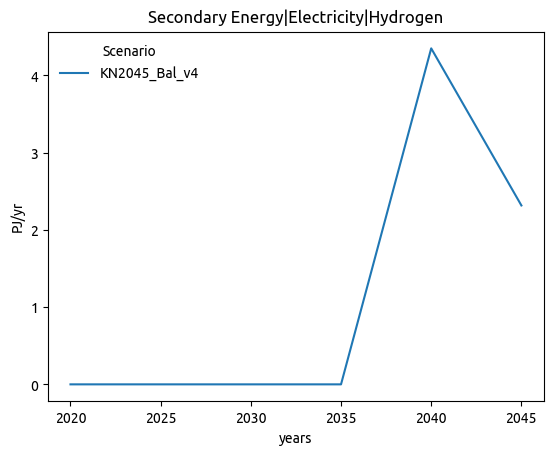 Secondary Energy|Electricity|Hydrogen
Scenario
KN2045_Bal_v4
4
3
2
1
0
PJ/yr
2020 2025 2030 2035 2040 2045
years